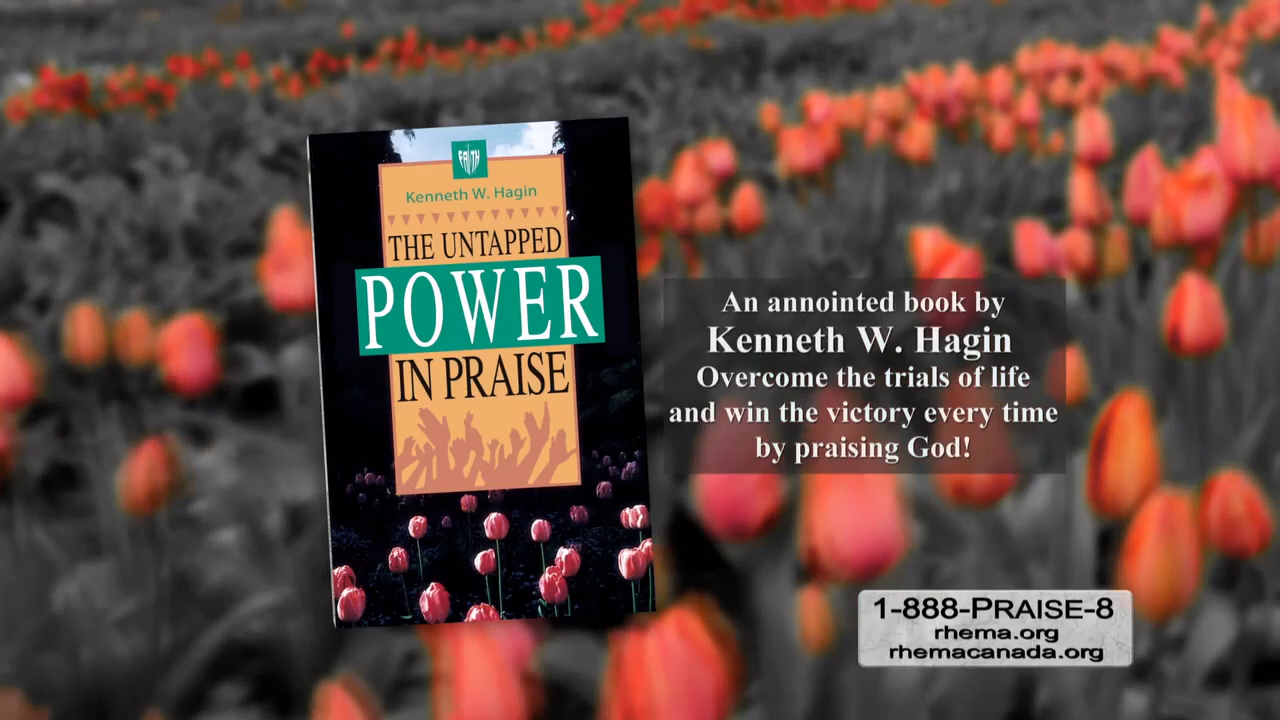 FAITH
Kenneth W. Hagin
THE UNTAPPED
POWER
IN PRAISE
An annointed book by
Kenneth W. Hagin
Overcome the trials of life
and win the victory every time
by praising God!
1-888-PRAISE-8
rhema.org
rhemacanada.org